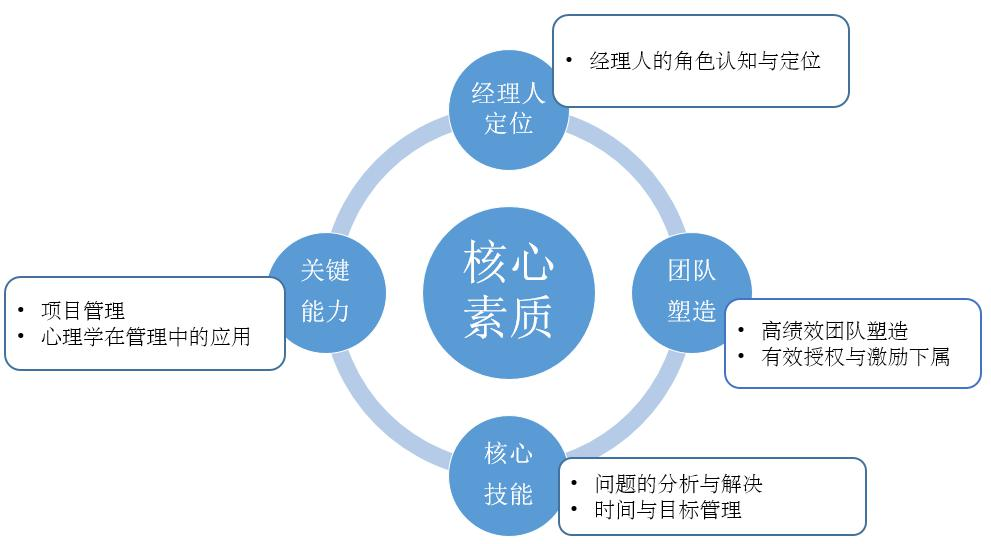 经理人
定位
• 经理人的角色认知与定位
核心
素质
关键
能力
• 项目管理
• 心理学在管理中的应用
团队
塑造
• 高绩效团队塑造
• 有效授权与激励下属
核心
技能
• 问题的分析与解决
• 时间与目标管理